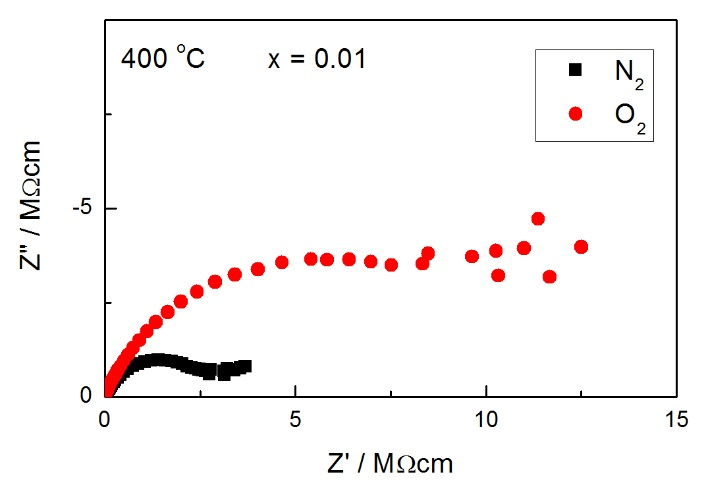 400 °C x = 0.01
N₂
O₂
Z'' / MΩcm
-5
0
0 5 10 15
Z' / MΩcm